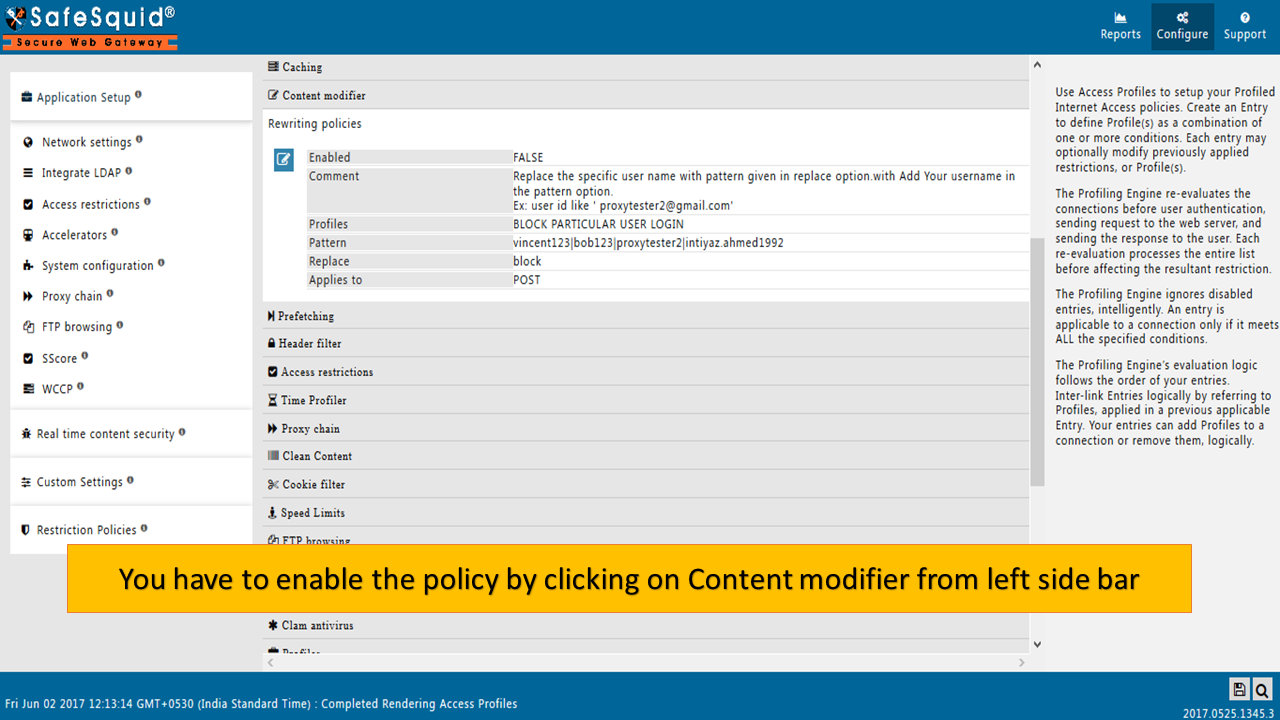 SafeSquid®
Secure Web Gateway
Reports
Configure
Support
Application Setup
Network settings
Integrate LDAP
Access restrictions
Accelerators
System configuration
Proxy chain
FTP browsing
SScore
WCCP
Real time content security
Custom Settings
Restriction Policies
Caching
Content modifier
Rewriting policies
Enabled FALSE
Comment Replace the specific user name with pattern given in replace option.with Add Your username in
the pattern option.
Ex: user id like ' proxytester2@gmail.com'
Profiles BLOCK PARTICULAR USER LOGIN
Pattern vincent123|bob123|proxytester2|intiyaz.ahmed1992
Replace block
Applies to POST
Prefetching
Header filter
Access restrictions
Time Profiler
Proxy chain
Clean Content
Cookie filter
Speed Limits
FTP browsing
You have to enable the policy by clicking on Content modifier from left side bar
Clam antivirus
Profiles
Use Access Profiles to setup your Profiled
Internet Access policies. Create an Entry
to define Profile(s) as a combination of
one or more conditions. Each entry may
optionally modify previously applied
restrictions, or Profile(s).
The Profiling Engine re-evaluates the
connections before user authentication,
sending request to the web server, and
sending the response to the user. Each
re-evaluation processes the entire list
before affecting the resultant restriction.
The Profiling Engine ignores disabled
entries, intelligently. An entry is
applicable to a connection only if it meets
ALL the specified conditions.
The Profiling Engine's evaluation logic
follows the order of your entries.
Inter-link Entries logically by referring to
Profiles, applied in a previous applicable
Entry. Your entries can add Profiles to a
connection or remove them, logically.
Fri Jun 02 2017 12:13:14 GMT+0530 (India Standard Time) : Completed Rendering Access Profiles
2017.0525.1345.3